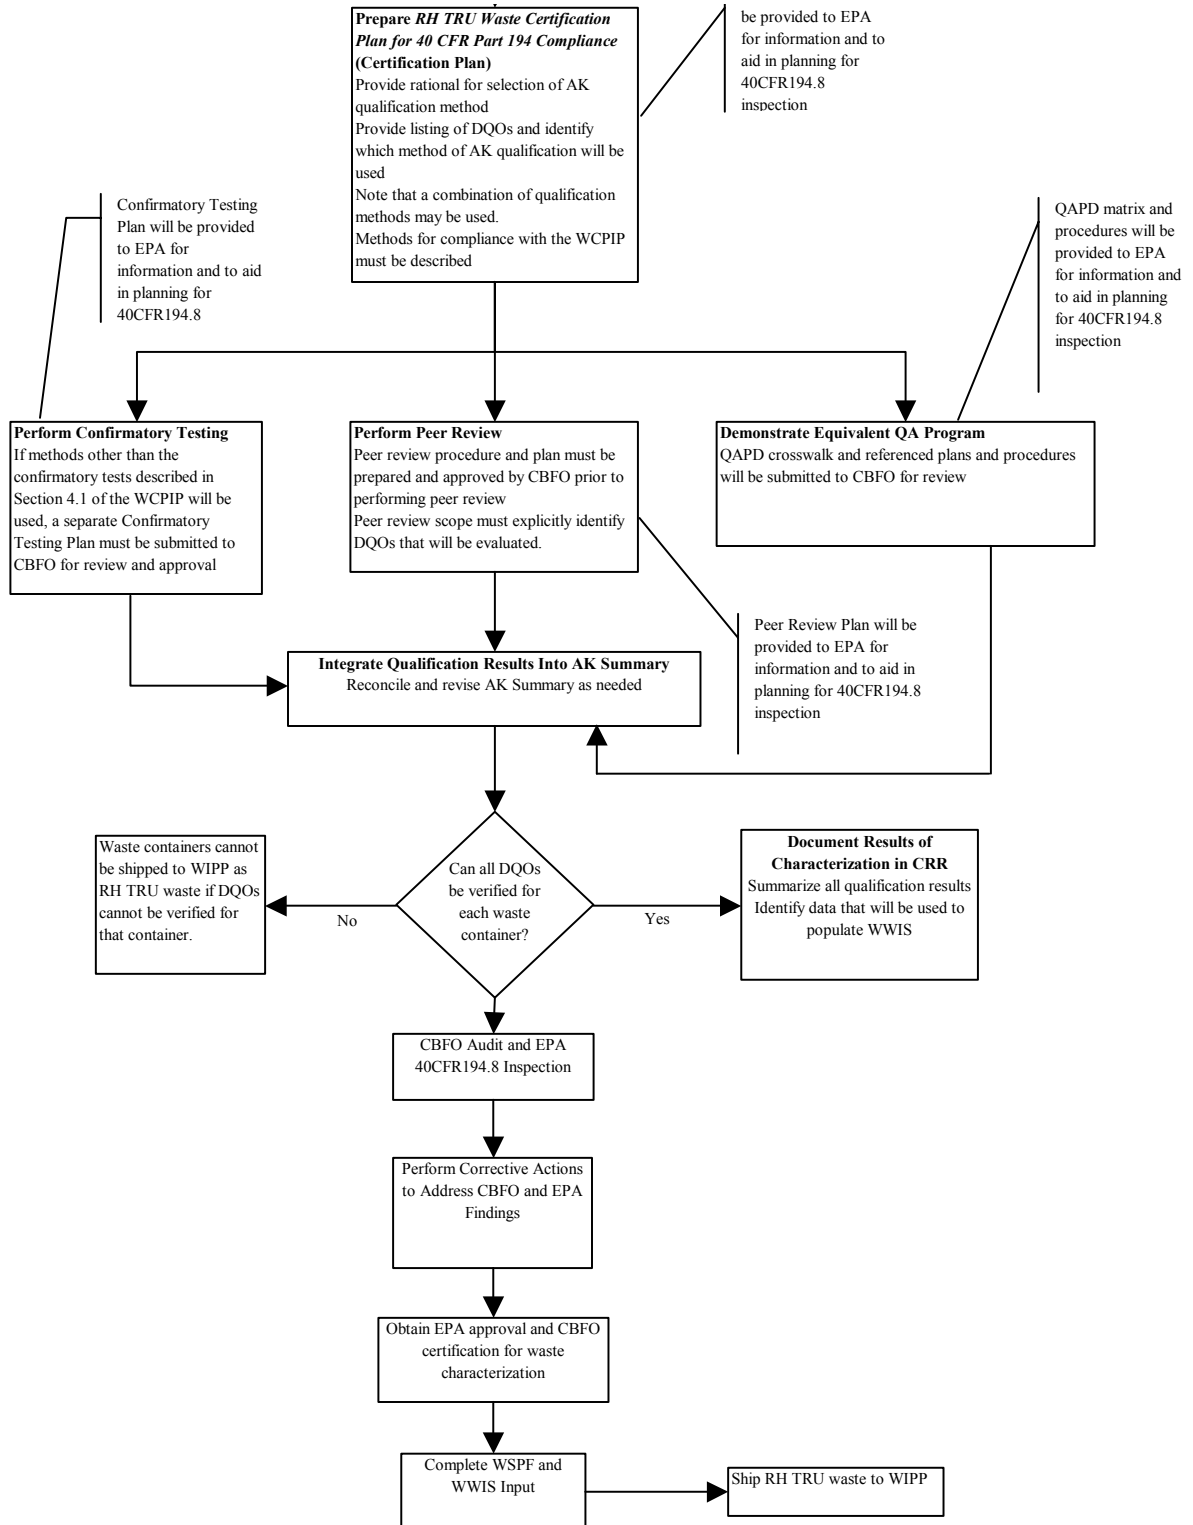 Prepare RH TRU Waste Certification
Plan for 40 CFR Part 194 Compliance
(Certification Plan)
Provide rational for selection of AK
qualification method
Provide listing of DQOs and identify
which method of AK qualification will be
used
Note that a combination of qualification
methods may be used.
Methods for compliance with the WCPIP
must be described
be provided to EPA
for information and to
aid in planning for
40CFR194.8
inspection
Confirmatory Testing
Plan will be provided
to EPA for
information and to aid
in planning for
40CFR194.8
QAPD matrix and
procedures will be
provided to EPA
for information and
to aid in planning
for 40CFR194.8
inspection
Perform Confirmatory Testing
If methods other than the
confirmatory tests described in
Section 4.1 of the WCPIP will be
used, a separate Confirmatory
Testing Plan must be submitted to
CBFO for review and approval
Perform Peer Review
Peer review procedure and plan must be
prepared and approved by CBFO prior to
performing peer review
Peer review scope must explicitly identify
DQOs that will be evaluated.
Demonstrate Equivalent QA Program
QAPD crosswalk and referenced plans and procedures
will be submitted to CBFO for review
Peer Review Plan will be
provided to EPA for
information and to aid in
planning for 40CFR194.8
inspection
Integrate Qualification Results Into AK Summary
Reconcile and revise AK Summary as needed
Waste containers cannot
be shipped to WIPP as
RH TRU waste if DQOs
cannot be verified for
that container.
No
Can all DQOs
be verified for
each waste
container?
Yes
Document Results of
Characterization in CRR
Summarize all qualification results
Identify data that will be used to
populate WWIS
CBFO Audit and EPA
40CFR194.8 Inspection
Perform Corrective Actions
to Address CBFO and EPA
Findings
Obtain EPA approval and CBFO
certification for waste
characterization
Complete WSPF and
WWIS Input
Ship RH TRU waste to WIPP